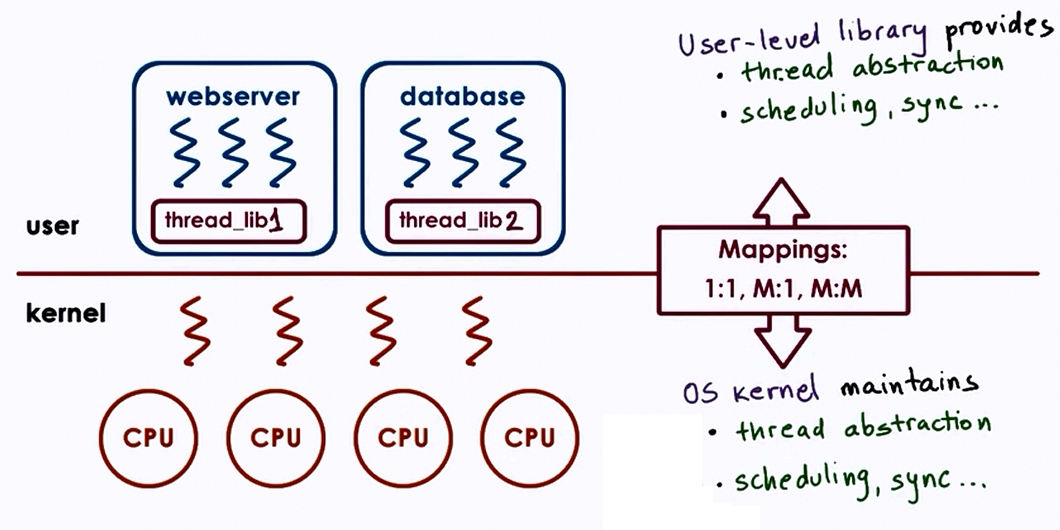 User-level library provides
• thread abstraction
• scheduling, sync ...
webserver
database
thread_lib1
thread_lib2
user
Mappings:
1:1, M:1, M:M
kernel
OS kernel maintains
• thread abstraction
• scheduling, sync ...
CPU
CPU
CPU
CPU